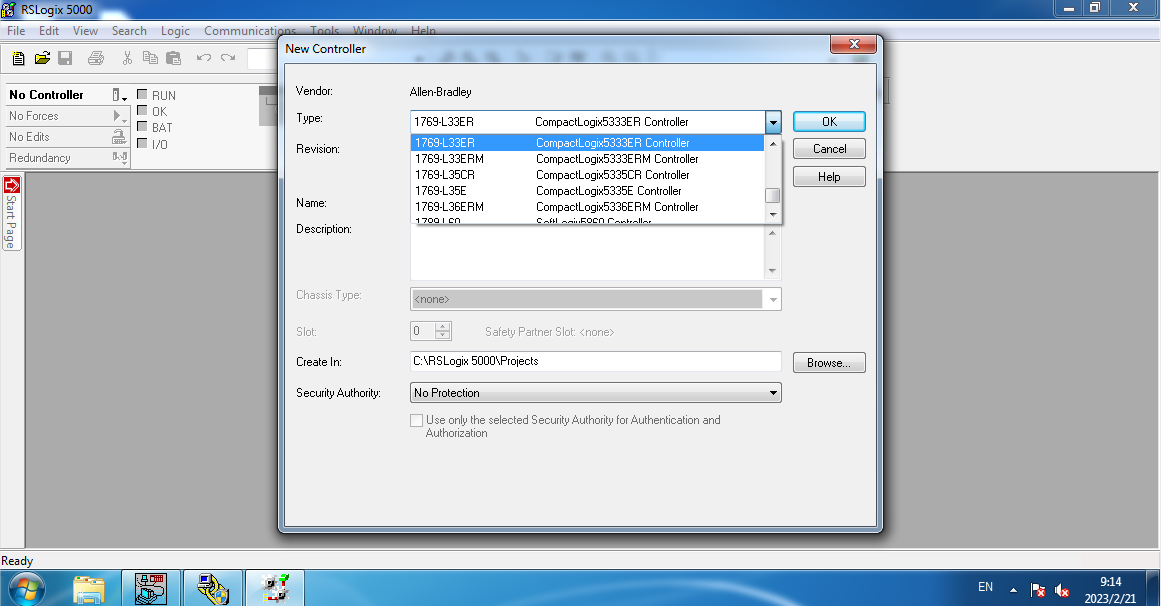 RSLogix 5000
File Edit View Search Logic Communications Tools Window Help
New Controller
No Controller
RUN
No Forces
OK
No Edits
BAT
Redundancy
I/O
Start Page
Vendor: Allen-Bradley
Type: 1769-L33ER CompactLogix5333ER Controller
OK
1769-L33ER CompactLogix5333ER Controller
Revision:
1769-L33ERM CompactLogix5333ERM Controller
Cancel
1769-L35CR CompactLogix5335CR Controller
Help
1769-L35E CompactLogix5335E Controller
Name:
1769-L36ERM CompactLogix5336ERM Controller
1789-L60 SoftLogix5860 Controller
Description:
Chassis Type: <none>
Slot: 0 Safety Partner Slot: <none>
Create In: C:\RSLogix 5000\Projects Browse...
Security Authority: No Protection
Use only the selected Security Authority for Authentication and
Authorization
Ready
EN
9:14
2023/2/21